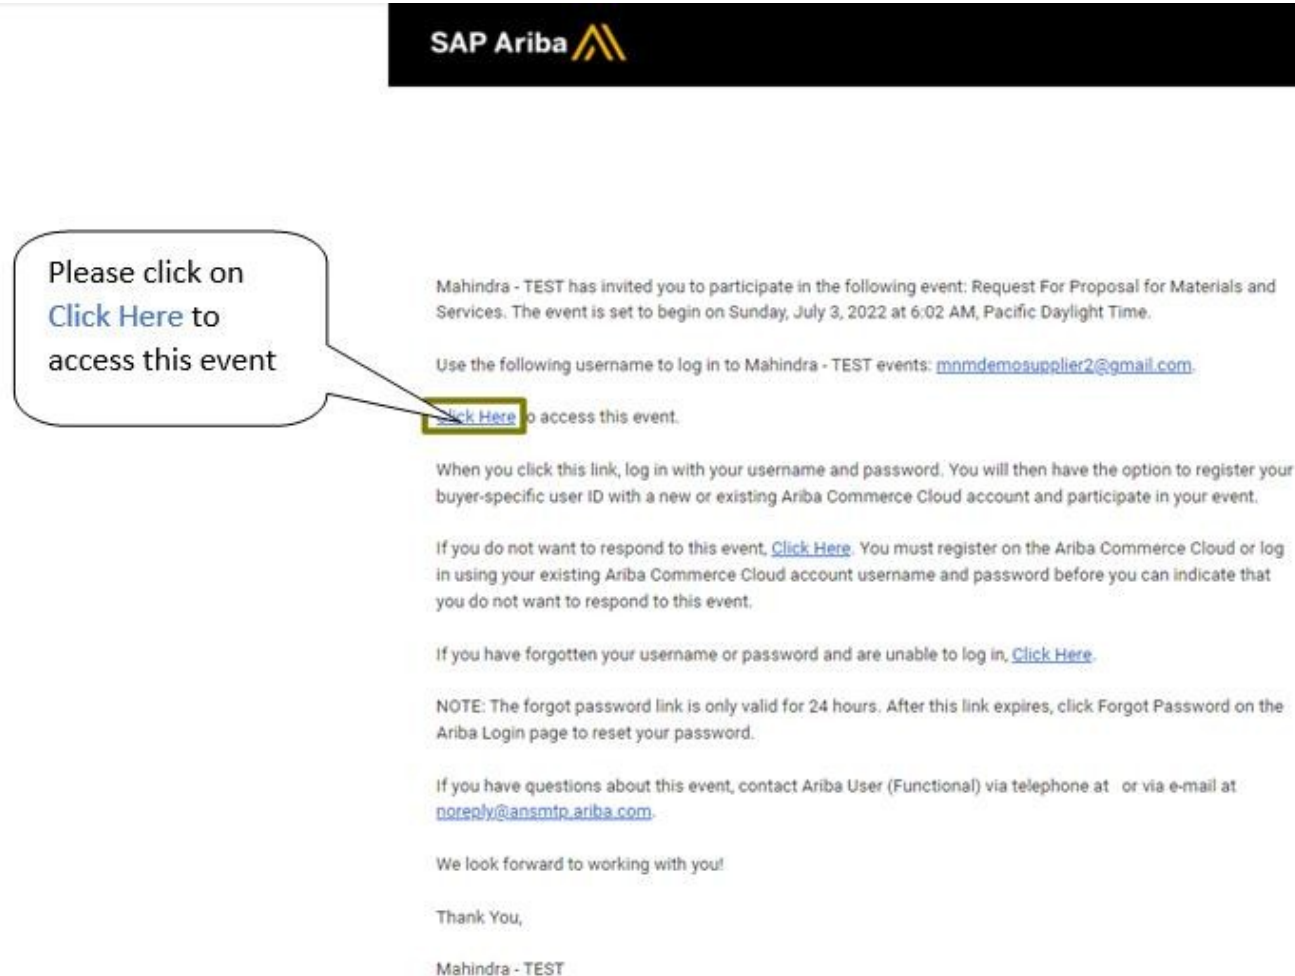 SAP Ariba
Please click on
Click Here to
access this event
Mahindra - TEST has invited you to participate in the following event: Request For Proposal for Materials and
Services. The event is set to begin on Sunday, July 3, 2022 at 6:02 AM, Pacific Daylight Time.
Use the following username to log in to Mahindra - TEST events: mnmdemosupplier2@gmail.com.
Click Here to access this event.
When you click this link, log in with your username and password. You will then have the option to register your
buyer-specific user ID with a new or existing Ariba Commerce Cloud account and participate in your event.
If you do not want to respond to this event, Click Here. You must register on the Ariba Commerce Cloud or log
in using your existing Ariba Commerce Cloud account username and password before you can indicate that
you do not want to respond to this event.
If you have forgotten your username or password and are unable to log in, Click Here.
NOTE: The forgot password link is only valid for 24 hours. After this link expires, click Forgot Password on the
Ariba Login page to reset your password.
If you have questions about this event, contact Ariba User (Functional) via telephone at or via e-mail at
noreply@ansmtp.ariba.com.
We look forward to working with you!
Thank You,
Mahindra - TEST